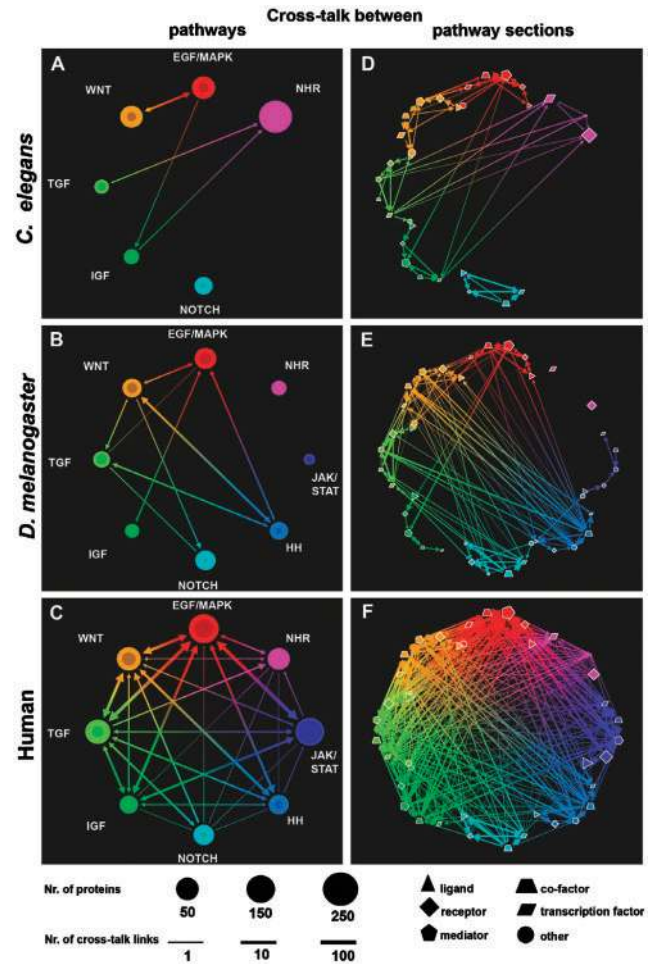 Cross-talk between
pathways
pathway sections
C. elegans
A
EGF/MAPK
NHR
WNT
TGF
IGF
NOTCH
D
D. melanogaster
B
EGF/MAPK
NHR
WNT
TGF
JAK/
STAT
IGF
HH
NOTCH
E
Human
C
EGF/MAPK
NHR
WNT
TGF
JAK/
STAT
IGF
HH
NOTCH
F
Nr. of proteins
50 150 250
Nr. of cross-talk links
1 10 100
ligand co-factor
receptor transcription factor
mediator other